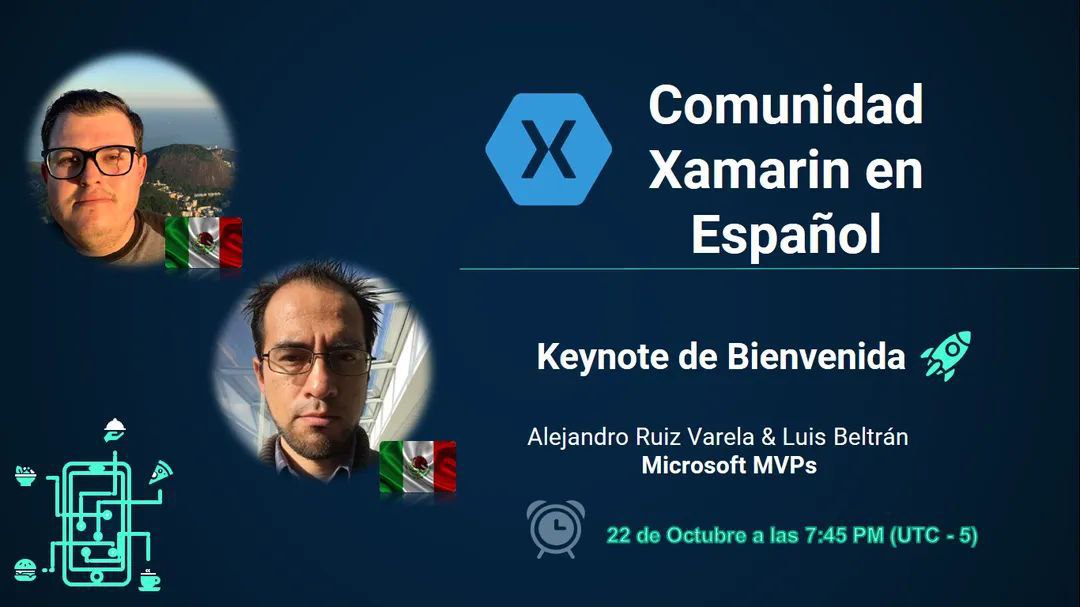 Comunidad
Xamarin en
Español
Keynote de Bienvenida
Alejandro Ruiz Varela & Luis Beltrán
Microsoft MVPs
22 de Octubre a las 7:45 PM (UTC - 5)